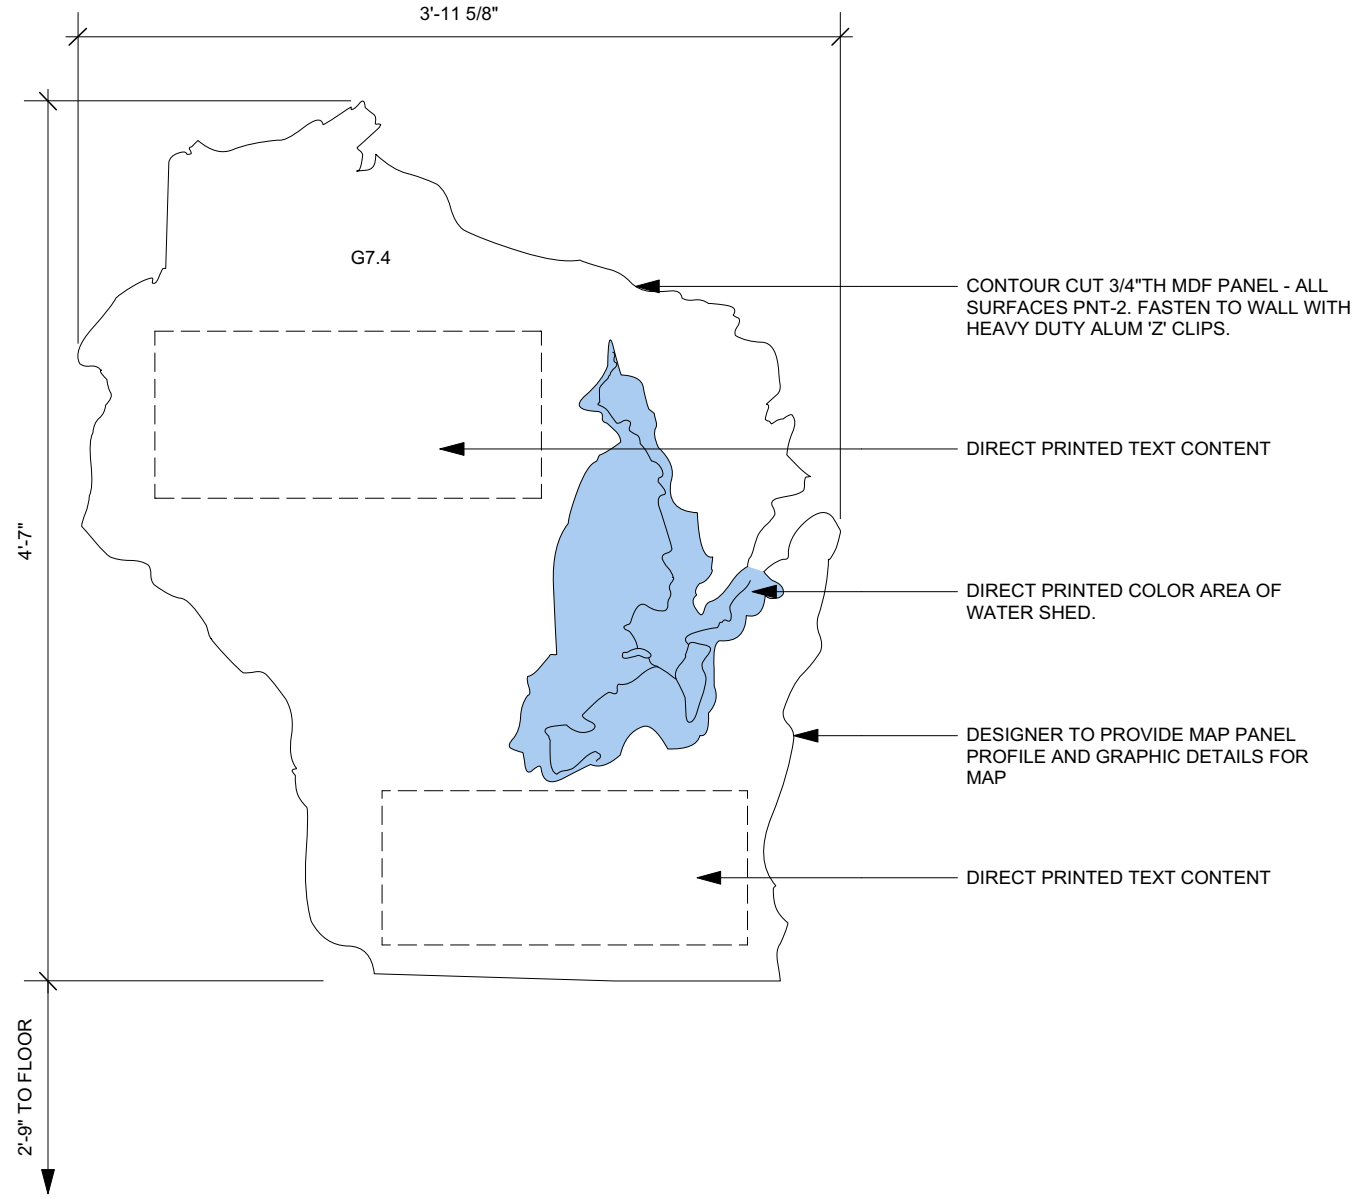 3'-11 5/8"
G7.4
CONTOUR CUT 3/4"TH MDF PANEL - ALL
SURFACES PNT-2. FASTEN TO WALL WITH
HEAVY DUTY ALUM 'Z' CLIPS.
DIRECT PRINTED TEXT CONTENT
4'-7"
DIRECT PRINTED COLOR AREA OF
WATER SHED.
DESIGNER TO PROVIDE MAP PANEL
PROFILE AND GRAPHIC DETAILS FOR
MAP
DIRECT PRINTED TEXT CONTENT
2'-9" TO FLOOR